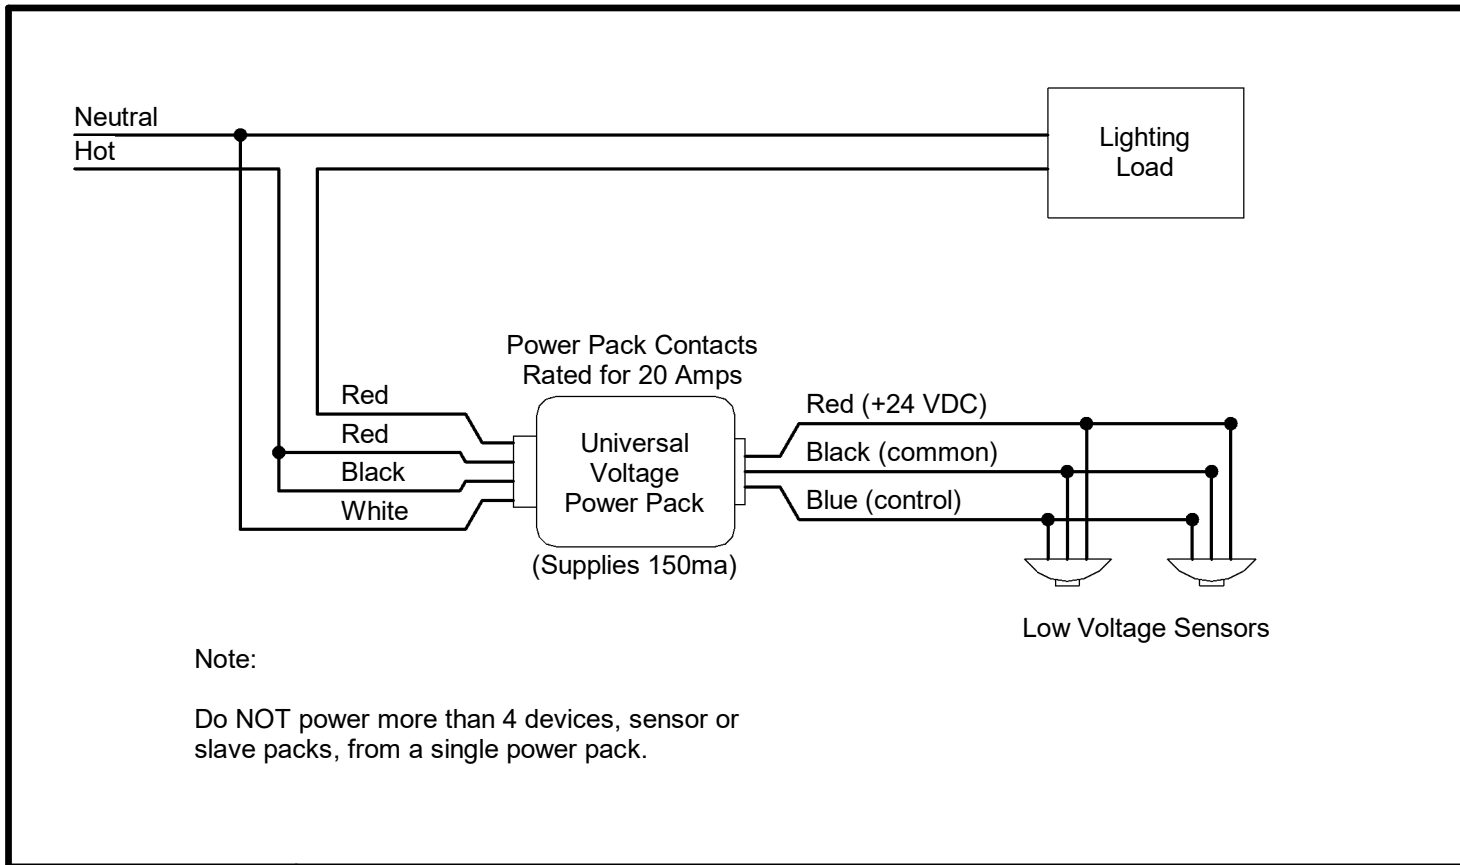 Neutral
Hot
Lighting
Load
Power Pack Contacts
Rated for 20 Amps
Red
Red
Black
White
Universal
Voltage
Power Pack
(Supplies 150ma)
Red (+24 VDC)
Black (common)
Blue (control)
Low Voltage Sensors
Note:
Do NOT power more than 4 devices, sensor or
slave packs, from a single power pack.